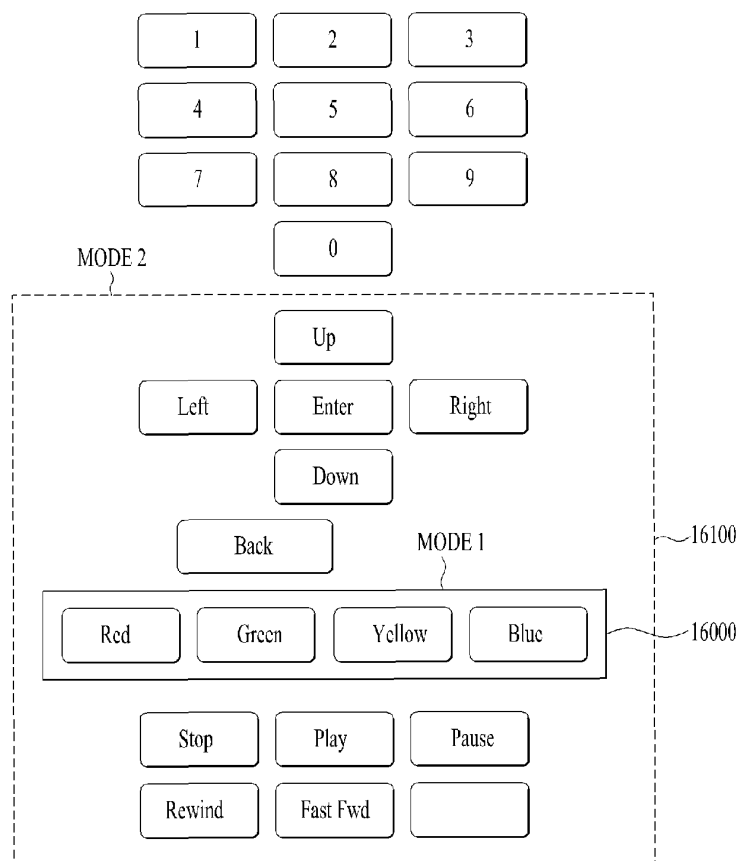 1 2 3
4 5 6
7 8 9
0
MODE 2
Up
Left Enter Right
Down
Back
MODE 1
16100
Red Green Yellow Blue
16000
Stop Play Pause
Rewind Fast Fwd